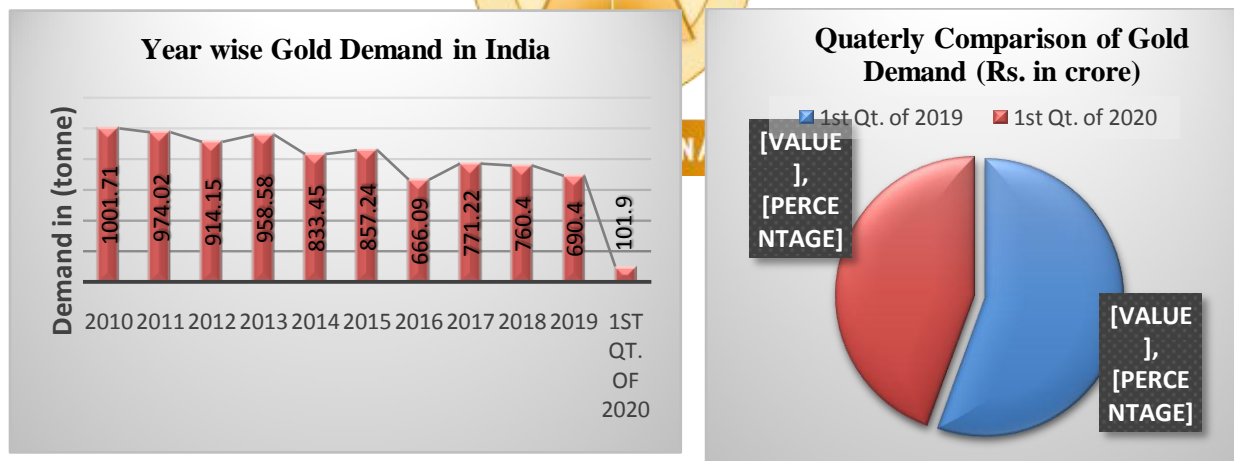 Year wise Gold Demand in India
Demand in (tonne)
1001.71
974.02
914.15
958.58
833.45
857.24
666.09
771.22
760.4
690.4
101.9
2010 2011 2012 2013 2014 2015 2016 2017 2018 2019 1ST
QT.
OF
2020
Quaterly Comparison of Gold
Demand (Rs. in crore)
1st Qt. of 2019 1st Qt. of 2020
[VALUE
],
[PERCE
NTAGE]
[VALUE
],
[PERCE
NTAGE]